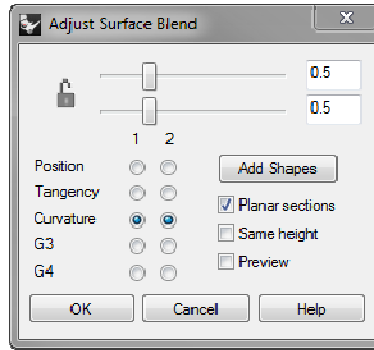 Adjust Surface Blend
X
0.5
0.5
1 2
Position
Add Shapes
Tangency
Planar sections
Curvature
Same height
G3
Preview
G4
OK Cancel Help